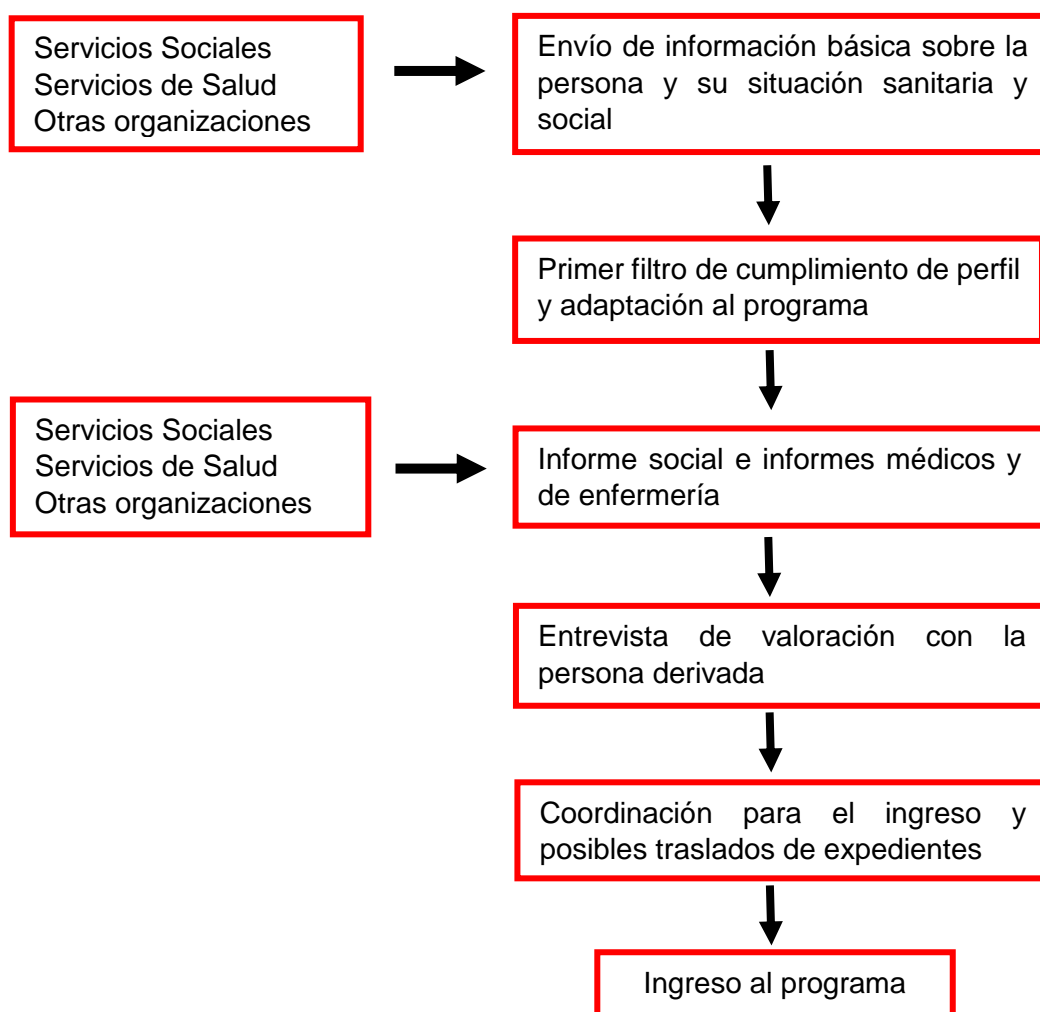 Servicios Sociales
Servicios de Salud
Otras organizaciones
Envío de información básica sobre la
persona y su situación sanitaria y
social
Primer filtro de cumplimiento de perfil
y adaptación al programa
Servicios Sociales
Servicios de Salud
Otras organizaciones
Informe social e informes médicos y
de enfermería
Entrevista de valoración con la
persona derivada
Coordinación para el ingreso y
posibles traslados de expedientes
Ingreso al programa